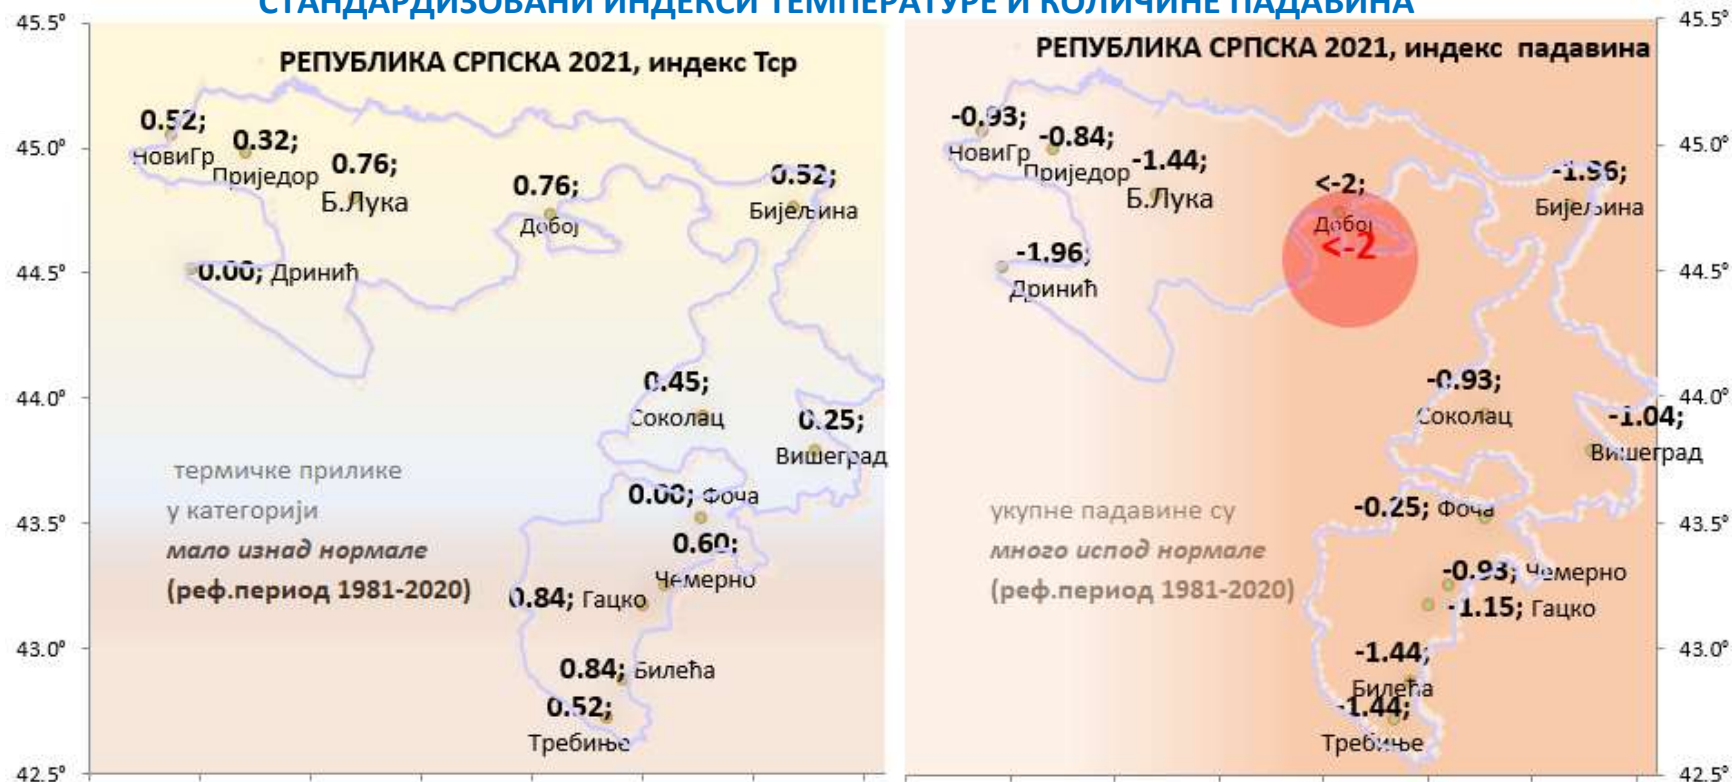 СТАНДАРДИЗОВАНИ ИНДЕКСИ ТЕМПЕРАТУРЕ И КОЛИЧИНЕ ПАДАВИНА
РЕПУБЛИКА СРПСКА 2021, индекс Тср
45.5°
45.0°
44.5°
44.0°
43.5°
43.0°
42.5°
0.52;
НовиГр
0.32;
Приједор
0.76;
Б.Лука
0.76;
Добој
0.52;
Бијељина
0.00; Дринић
0.45;
Соколац
0.25;
Вишеград
0.00; Фоча
0.60;
Чемерно
0.84; Гацко
0.84; Билећа
0.52;
Требиње
термичке прилике
у категорији
мало изнад нормале
(реф.период 1981-2020)
РЕПУБЛИКА СРПСКА 2021, индекс падавина
-0.93;
НовиГр
-0.84;
Приједор
-1.44;
Б.Лука
<-2;
Добој
<-2
-1.96;
Бијељина
-1.96;
Дринић
-0.93;
Соколац
-1.04;
Вишеград
-0.25; Фоча
-0.93; Чемерно
-1.15; Гацко
-1.44;
Билећа
-1.44;
Требиње
укупне падавине су
много испод нормале
(реф.период 1981-2020)
45.5°
45.0°
44.5°
44.0°
43.5°
43.0°
42.5°